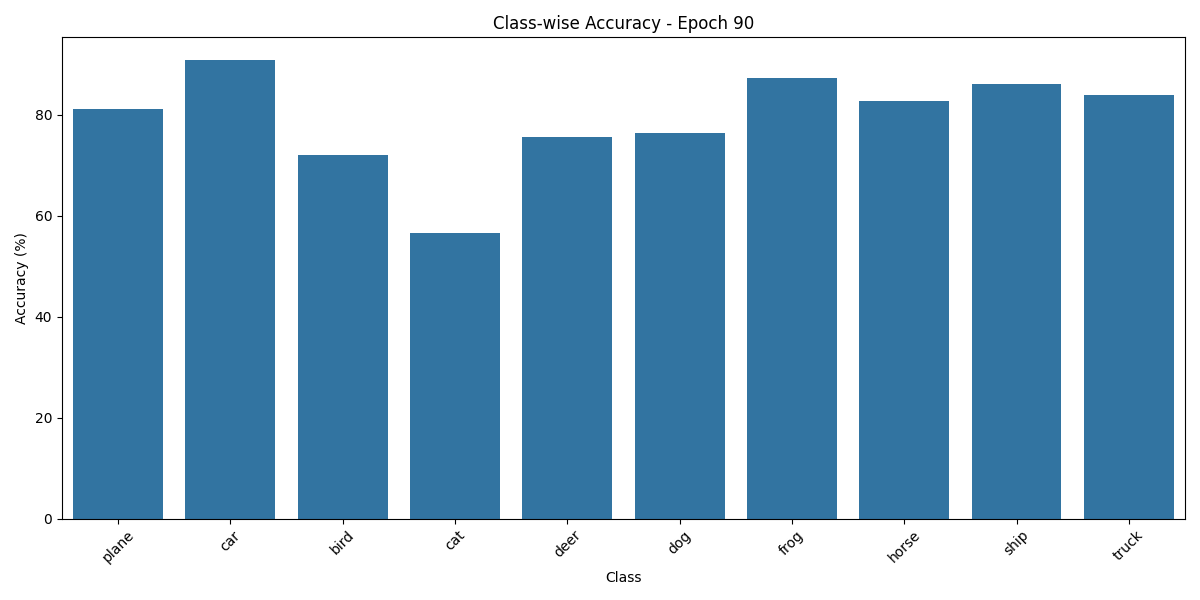 Class-wise Accuracy - Epoch 90
Accuracy (%)
80
60
40
20
0
plane car bird cat deer dog frog horse ship truck
Class